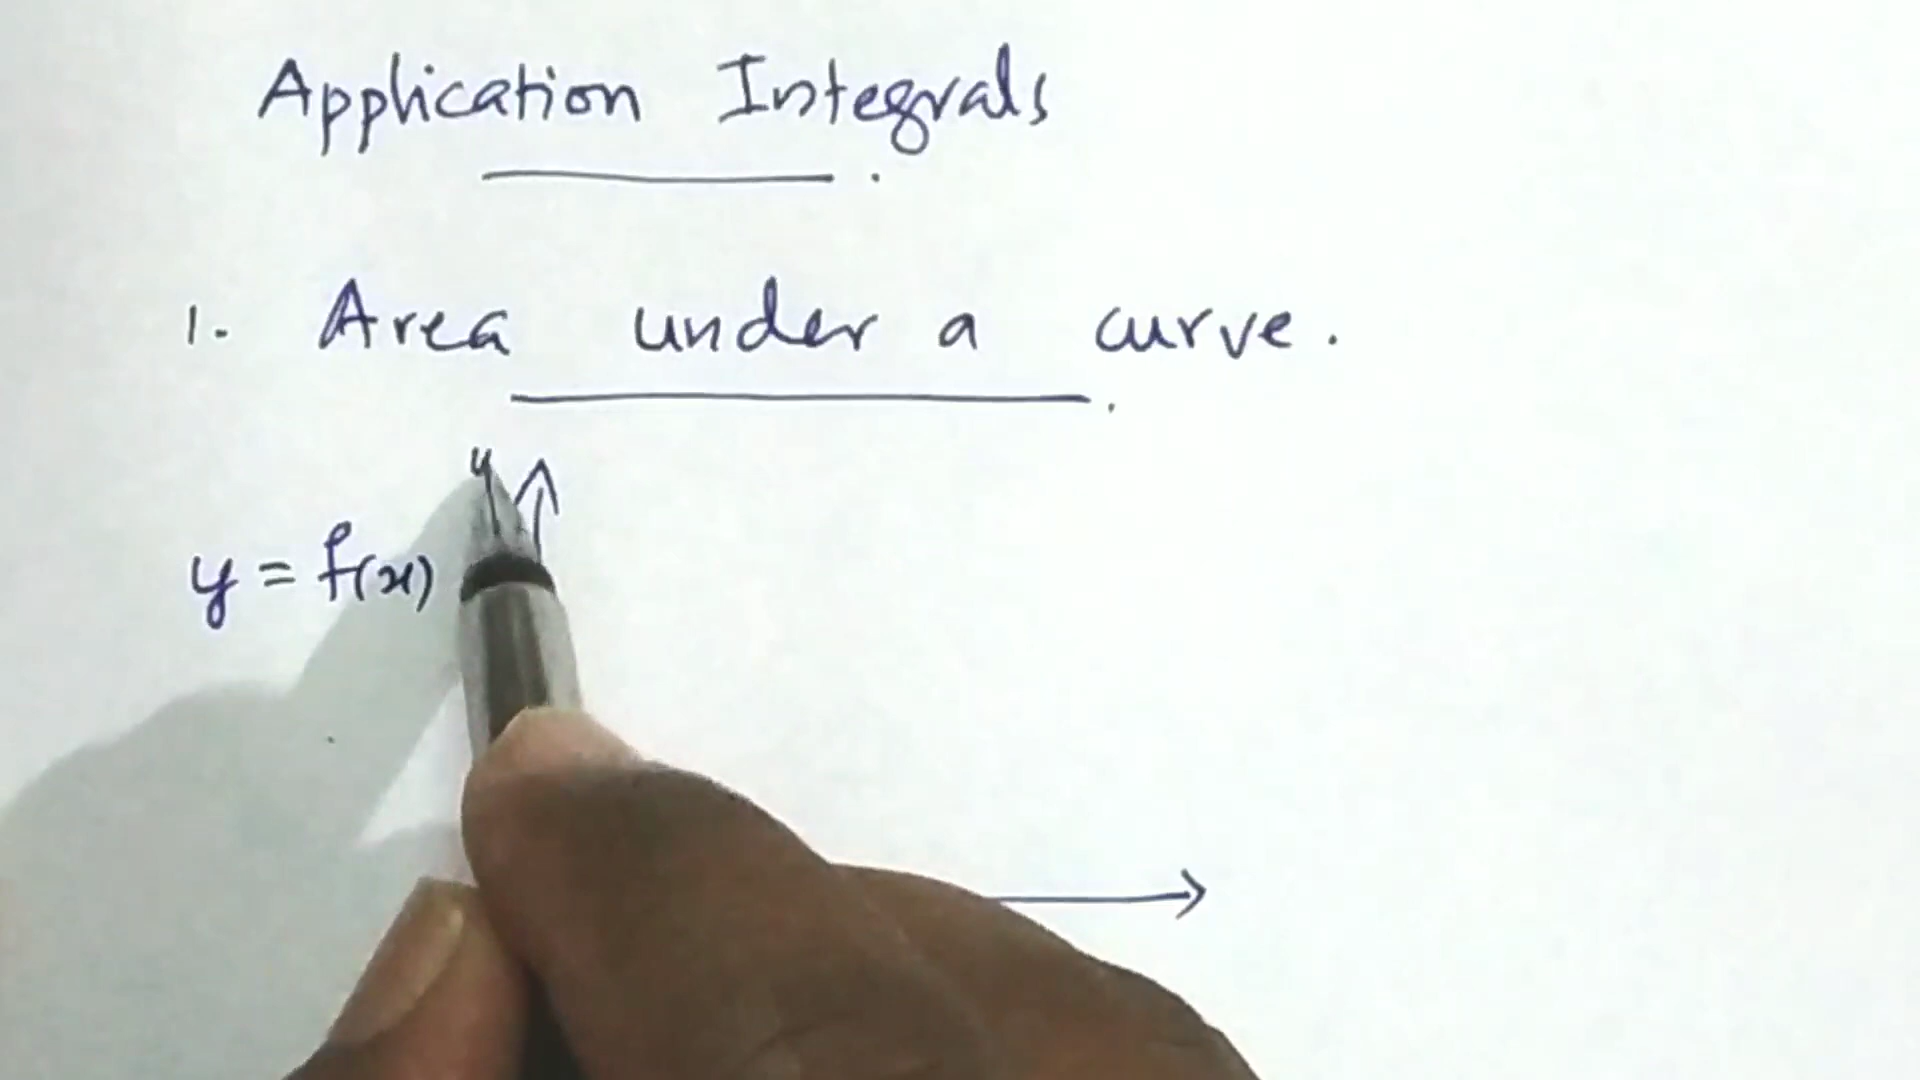 Application Integrals
1. Area under a curve.
y
y = f(x)